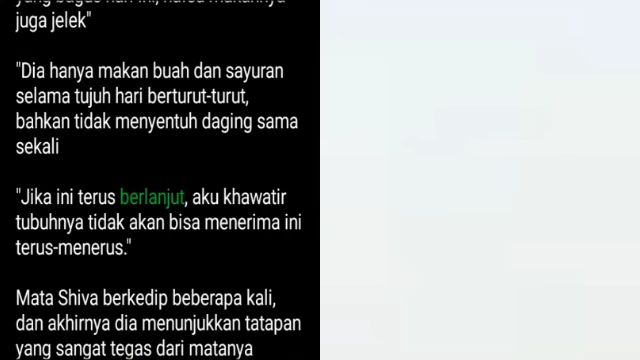 juga jelek"
"Dia hanya makan buah dan sayuran
selama tujuh hari berturut-turut,
bahkan tidak menyentuh daging sama
sekali
"Jika ini terus berlanjut, aku khawatir
tubuhnya tidak akan bisa menerima ini
terus-menerus."
Mata Shiva berkedip beberapa kali,
dan akhirnya dia menunjukkan tatapan
yang sangat tegas dari matanya